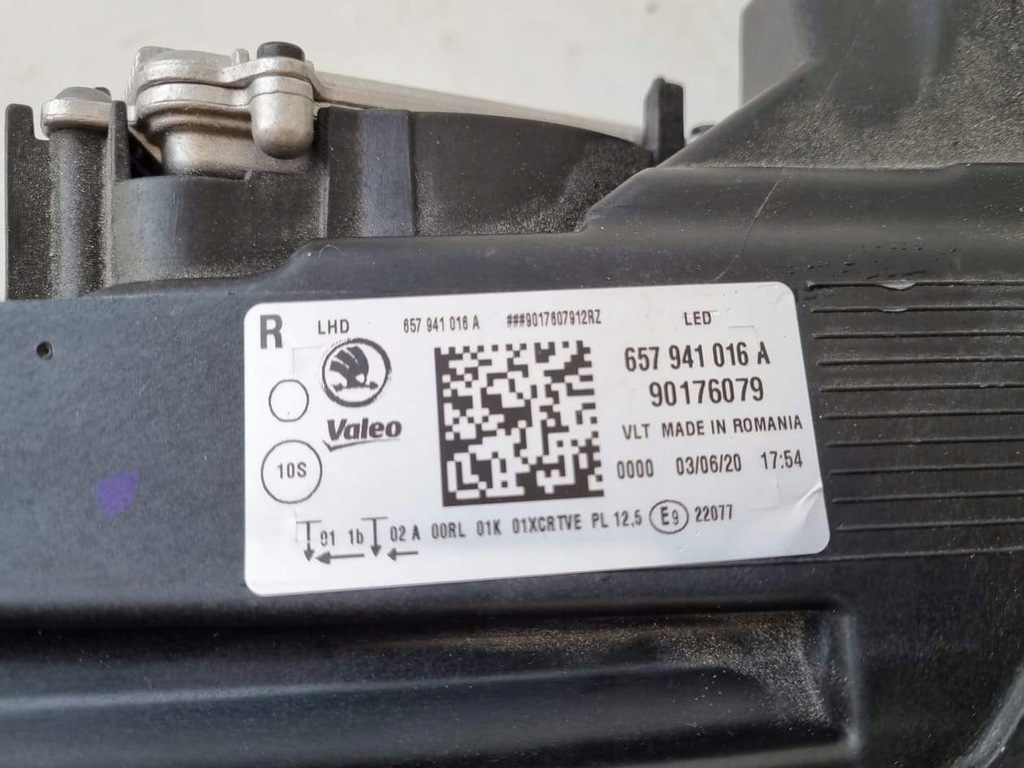 R LHD 657 941 016 A ###9017607912RZ LED
657 941 016 A
90176079
Valeo
VLT MADE IN ROMANIA
10S
0000 03/06/20 17:54
01 1b 02 A 00RL 01K 01XCRTVE PL 12,5 E9 22077